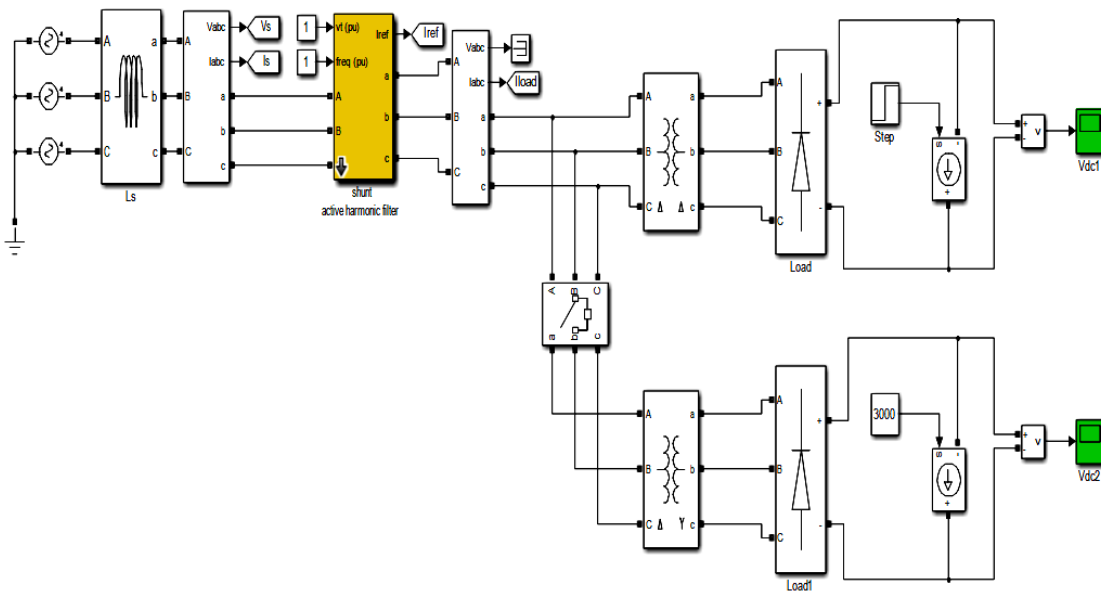 A a
B b
C c
Ls
A Vabc
Iabc
a
B b
C c
Vs
Is
1 vt (pu) Iref
1 freq (pu)
a
A
b
B
c
shunt
active harmonic filter
Iref
Vabc
A
Iabc
a
B b
c
C
Iload
A a
B b
C Δ Δ c
A +
B
C -
Load
Step
s -
+
+ v
-
Vdc1
A B C
a b c
A a
B b
C Δ Y c
A +
B
C -
Load1
3000
s -
+
+ v
-
Vdc2